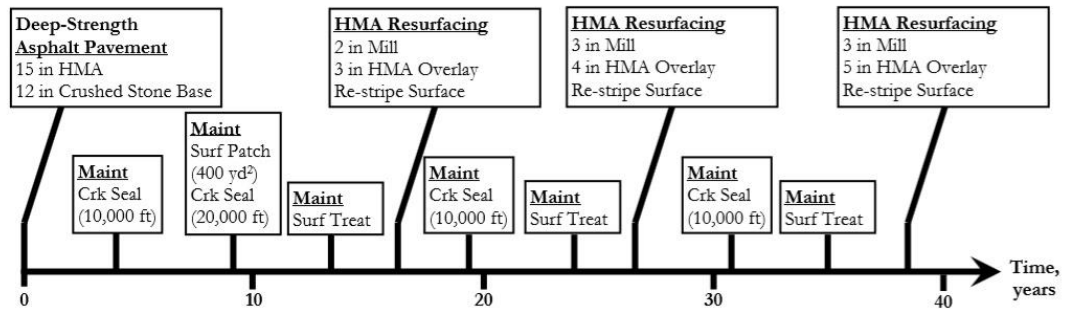 Deep-Strength
Asphalt Pavement
15 in HMA
12 in Crushed Stone Base
HMA Resurfacing
2 in Mill
3 in HMA Overlay
Re-stripe Surface
HMA Resurfacing
3 in Mill
4 in HMA Overlay
Re-stripe Surface
HMA Resurfacing
3 in Mill
5 in HMA Overlay
Re-stripe Surface
Maint
Crk Seal
(10,000 ft)
Maint
Surf Patch
(400 yd²)
Crk Seal
(20,000 ft)
Maint
Surf Treat
Maint
Crk Seal
(10,000 ft)
Maint
Surf Treat
Maint
Crk Seal
(10,000 ft)
Maint
Surf Treat
0
10
20
30
40
Time,
years